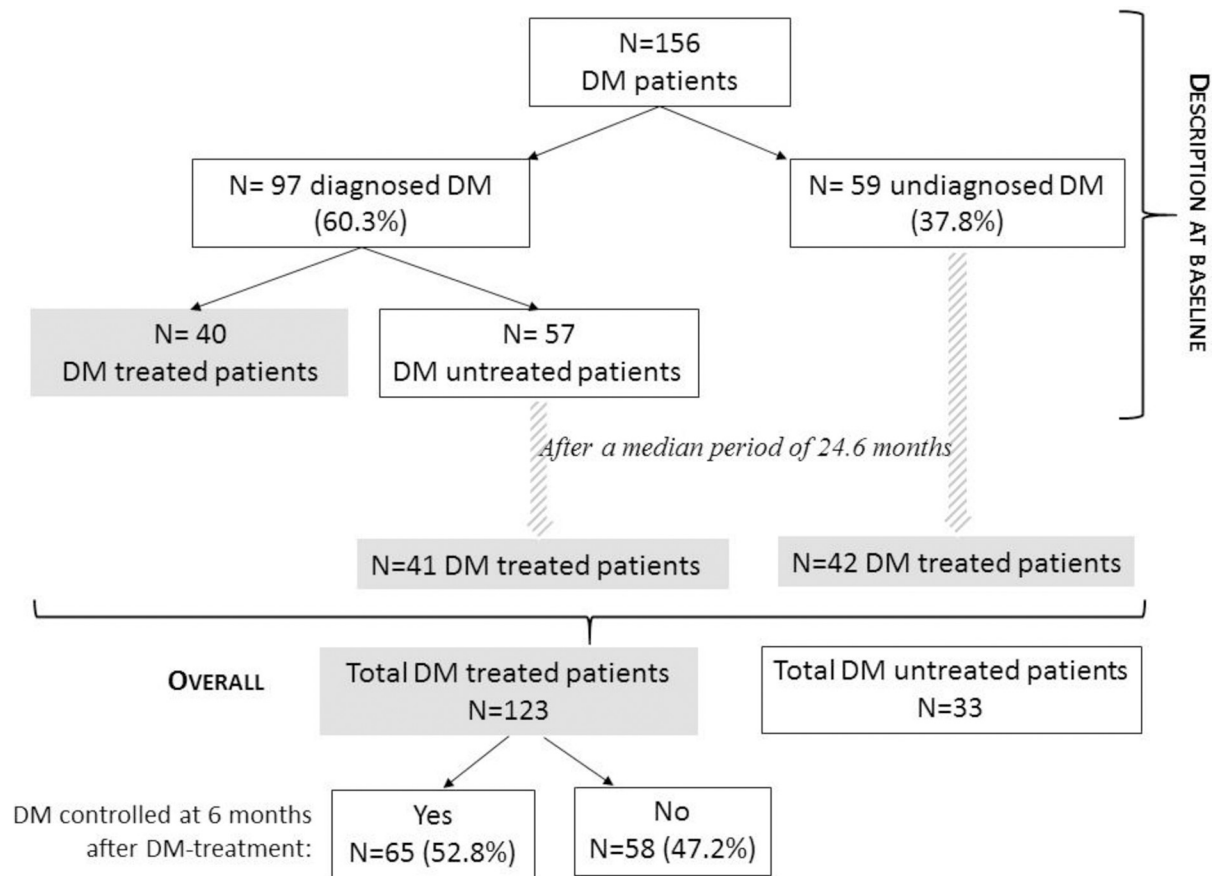 N=156
DM patients
DESCRIPTION AT BASELINE
N= 97 diagnosed DM
(60.3%)
N= 59 undiagnosed DM
(37.8%)
N= 40
DM treated patients
N= 57
DM untreated patients
After a median period of 24.6 months
N=41 DM treated patients
N=42 DM treated patients
OVERALL
Total DM treated patients
N=123
Total DM untreated patients
N=33
DM controlled at 6 months
after DM-treatment:
Yes
N=65 (52.8%)
No
N=58 (47.2%)